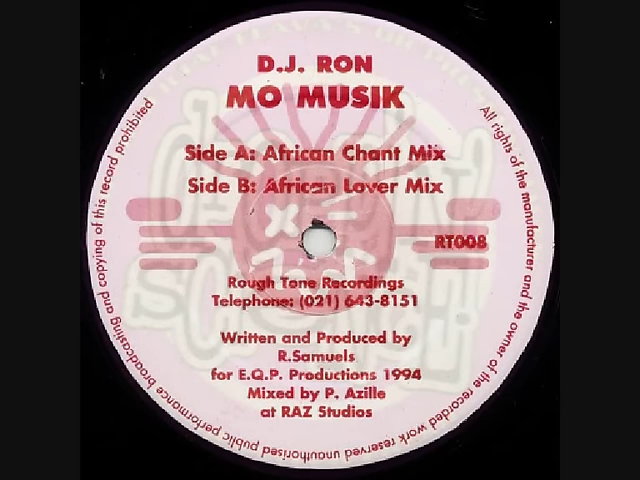 D.J. RON
MO MUSIK
Side A: African Chant Mix
Side B: African Lover Mix
RT008
Rough Tone Recordings
Telephone: (021) 643-8151
Written and Produced by
R.Samuels
for E.Q.P. Productions 1994
Mixed by P. Azille
at RAZ Studios
All rights of the manufacturer and the owner of the recorded work reserved unauthorised public performance broadcasting and copying of this record prohibited